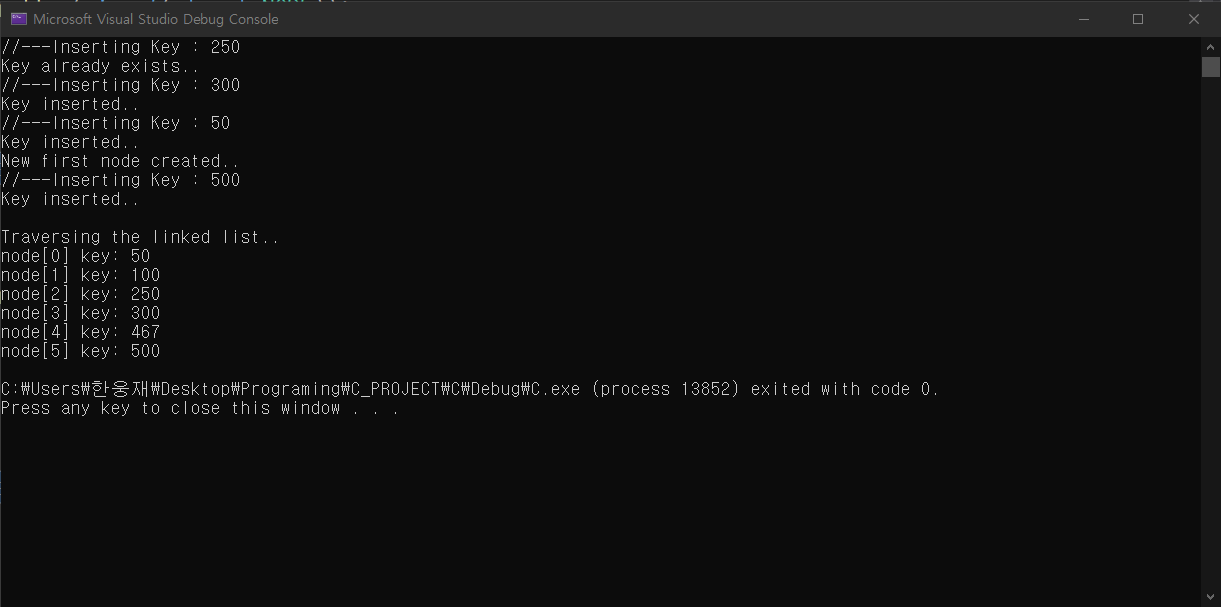 Microsoft Visual Studio Debug Console
//---Inserting Key : 250
Key already exists..
//---Inserting Key : 300
Key inserted..
//---Inserting Key : 50
Key inserted..
New first node created..
//---Inserting Key : 500
Key inserted..
Traversing the linked list..
node[0] key: 50
node[1] key: 100
node[2] key: 250
node[3] key: 300
node[4] key: 467
node[5] key: 500
C:₩Users₩한웅재₩Desktop₩Programing₩C_PROJECT₩C₩Debug₩C.exe (process 13852) exited with code 0.
Press any key to close this window . . .